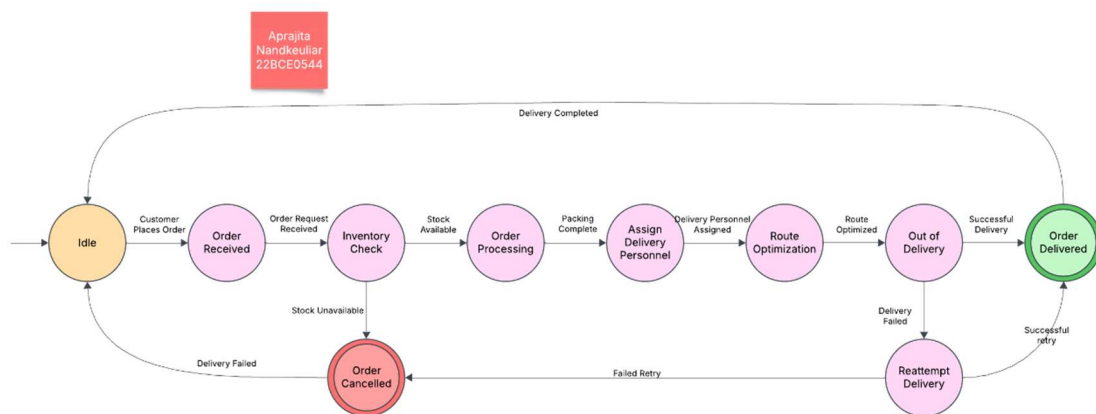 Aprajita
Nandkeuliar
22BCE0544
Delivery Completed
Idle
Customer
Places Order
Order
Received
Order Request
Received
Inventory
Check
Stock
Available
Order
Processing
Packing
Complete
Assign
Delivery
Personnel
Delivery Personnel
Assigned
Route
Optimization
Route
Optimized
Out of
Delivery
Successful
Delivery
Order
Delivered
Stock Unavailable
Delivery
Failed
Successful
retry
Delivery Failed
Order
Cancelled
Failed Retry
Reattempt
Delivery